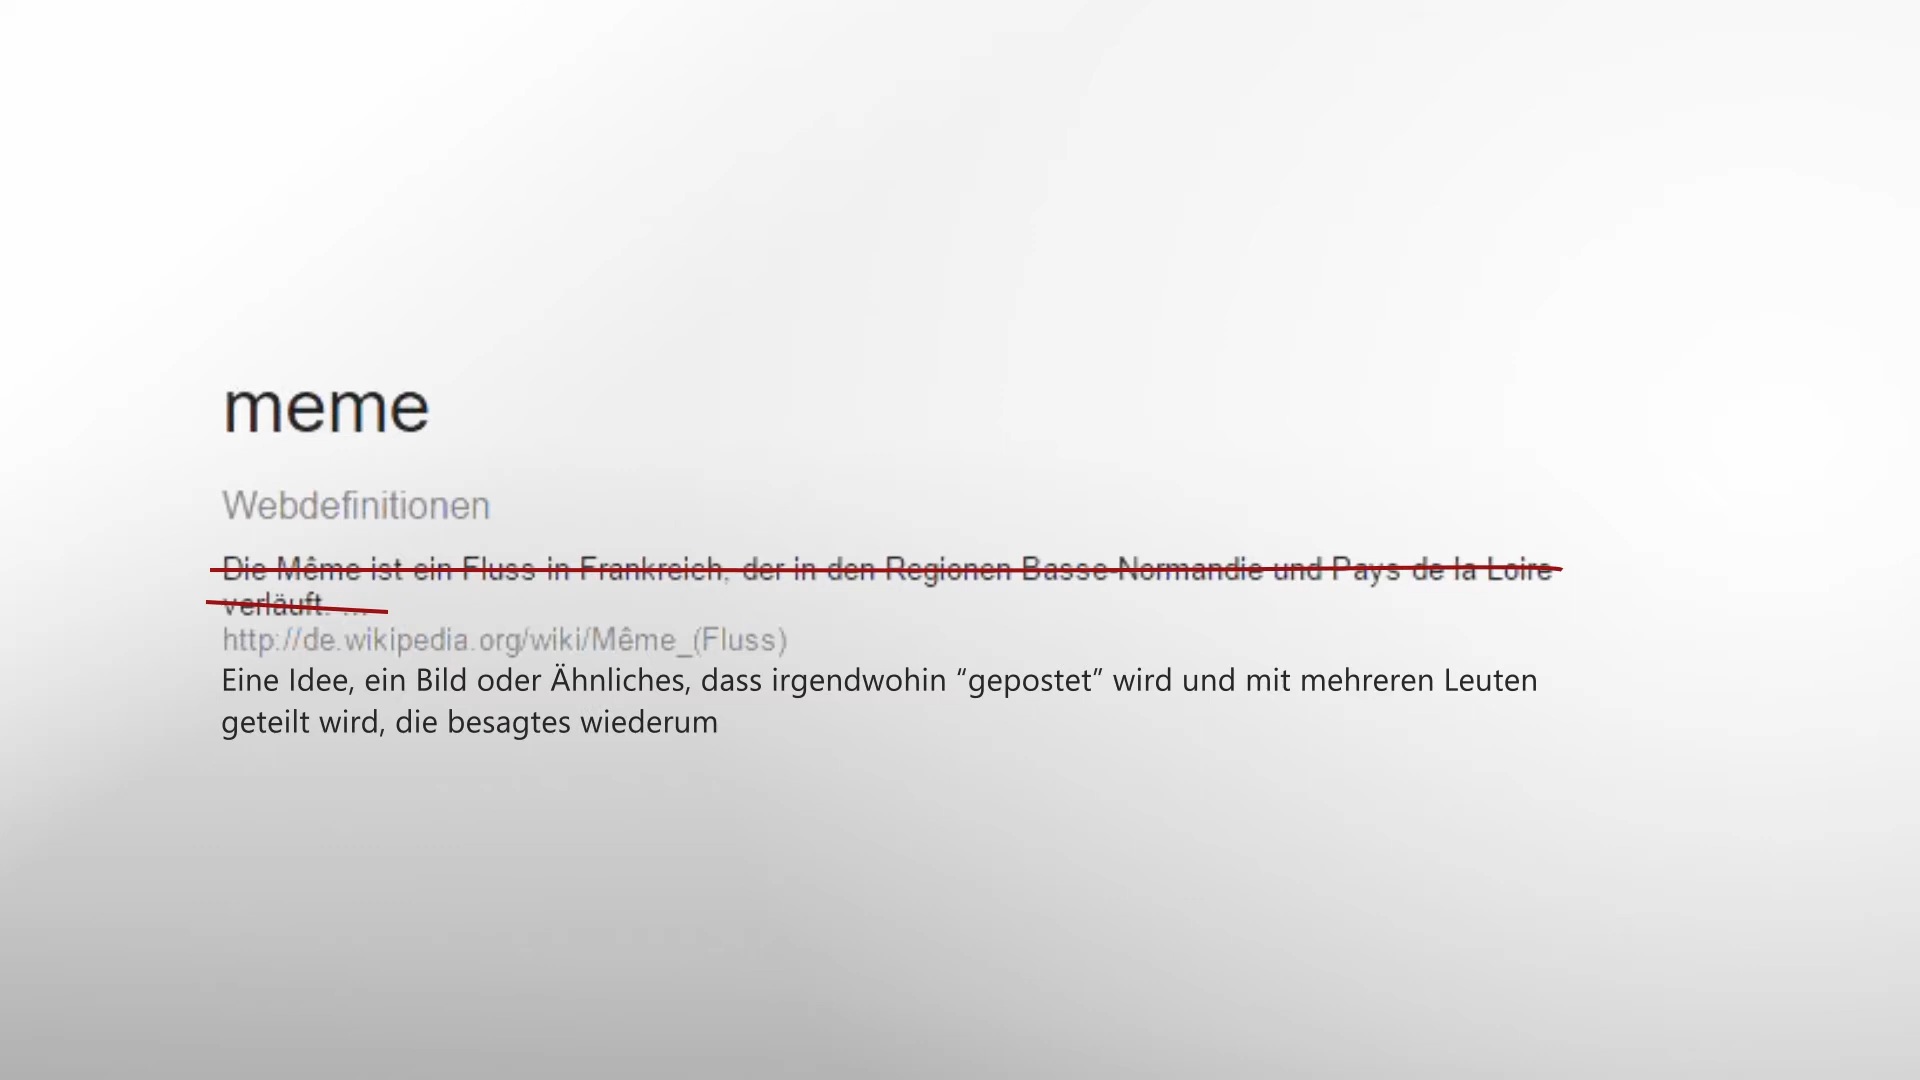 meme
Webdefinitionen
Die Même ist ein Fluss in Frankreich, der in den Regionen Basse-Normandie und Pays de la Loire
verläuft. ...
http://de.wikipedia.org/wiki/Même_(Fluss)
Eine Idee, ein Bild oder Ähnliches, dass irgendwohin “gepostet” wird und mit mehreren Leuten
geteilt wird, die besagtes wiederum